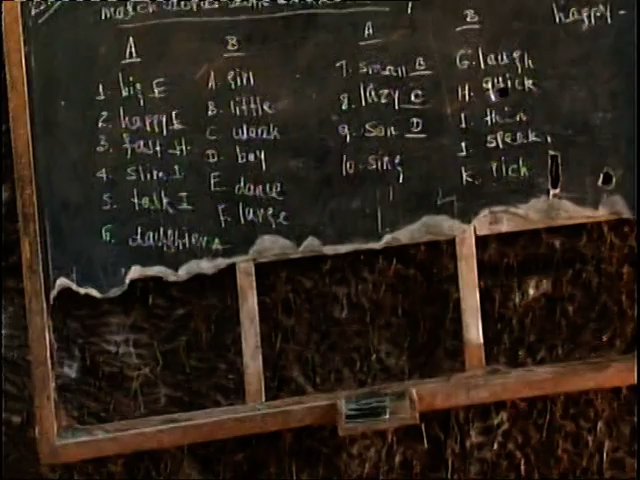 A B A B happy -
1. big E A. girl 7. small B G. laugh
2. happy E B. little 8. lazy C H. quick
3. fast H C. weak 9. son D I. thin
4. slim I D. boy 10. sing J. speak.
5. talk I E. dance K. rich
6. daughter A F. large